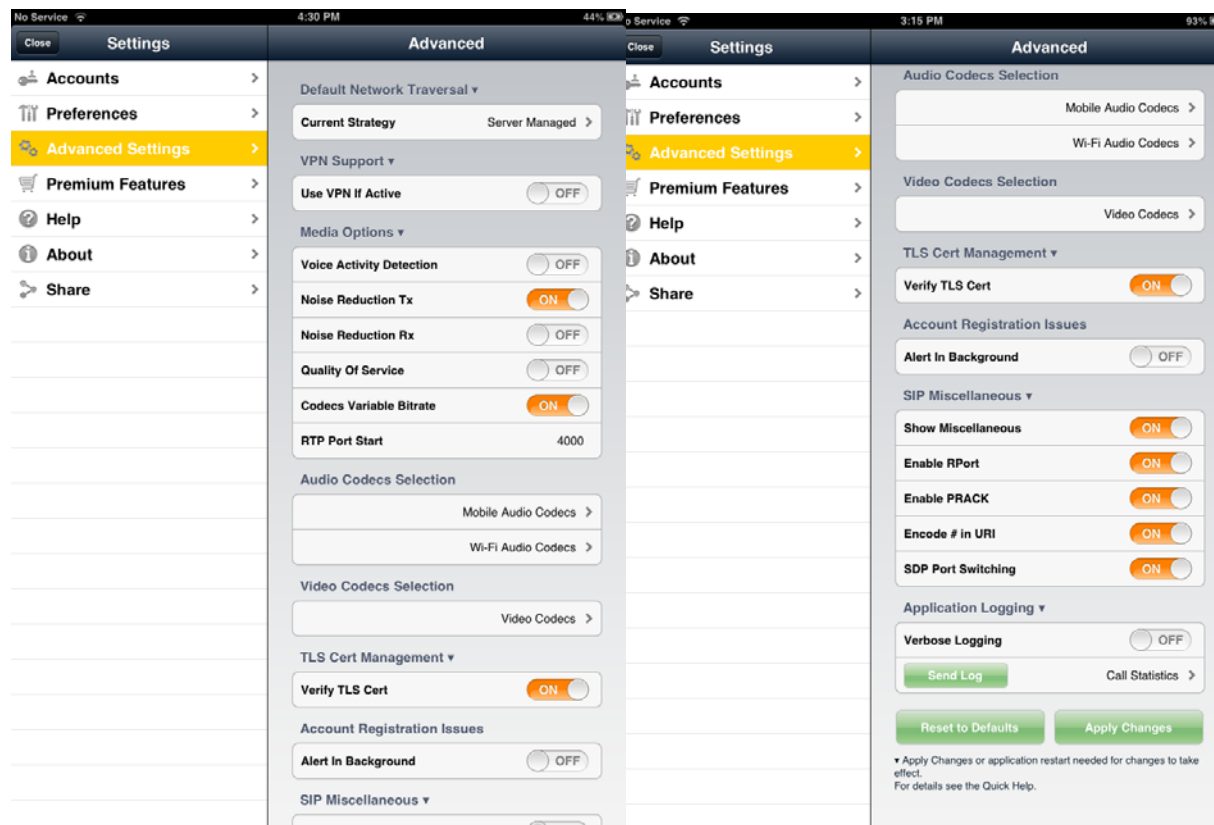 No Service 4:30 PM 44%
Close Settings Advanced
Accounts
Preferences
Advanced Settings
Premium Features
Help
About
Share
Default Network Traversal ▾
Current Strategy Server Managed
VPN Support ▾
Use VPN If Active OFF
Media Options ▾
Voice Activity Detection OFF
Noise Reduction Tx ON
Noise Reduction Rx OFF
Quality Of Service OFF
Codecs Variable Bitrate ON
RTP Port Start 4000
Audio Codecs Selection
Mobile Audio Codecs
Wi-Fi Audio Codecs
Video Codecs Selection
Video Codecs
TLS Cert Management ▾
Verify TLS Cert ON
Account Registration Issues
Alert In Background OFF
SIP Miscellaneous ▾
o Service 3:15 PM 93%
Close Settings Advanced
Accounts
Preferences
Advanced Settings
Premium Features
Help
About
Share
Audio Codecs Selection
Mobile Audio Codecs
Wi-Fi Audio Codecs
Video Codecs Selection
Video Codecs
TLS Cert Management ▾
Verify TLS Cert ON
Account Registration Issues
Alert In Background OFF
SIP Miscellaneous ▾
Show Miscellaneous ON
Enable RPort ON
Enable PRACK ON
Encode # in URI ON
SDP Port Switching ON
Application Logging ▾
Verbose Logging OFF
Send Log Call Statistics
Reset to Defaults Apply Changes
▾ Apply Changes or application restart needed for changes to take
effect.
For details see the Quick Help.